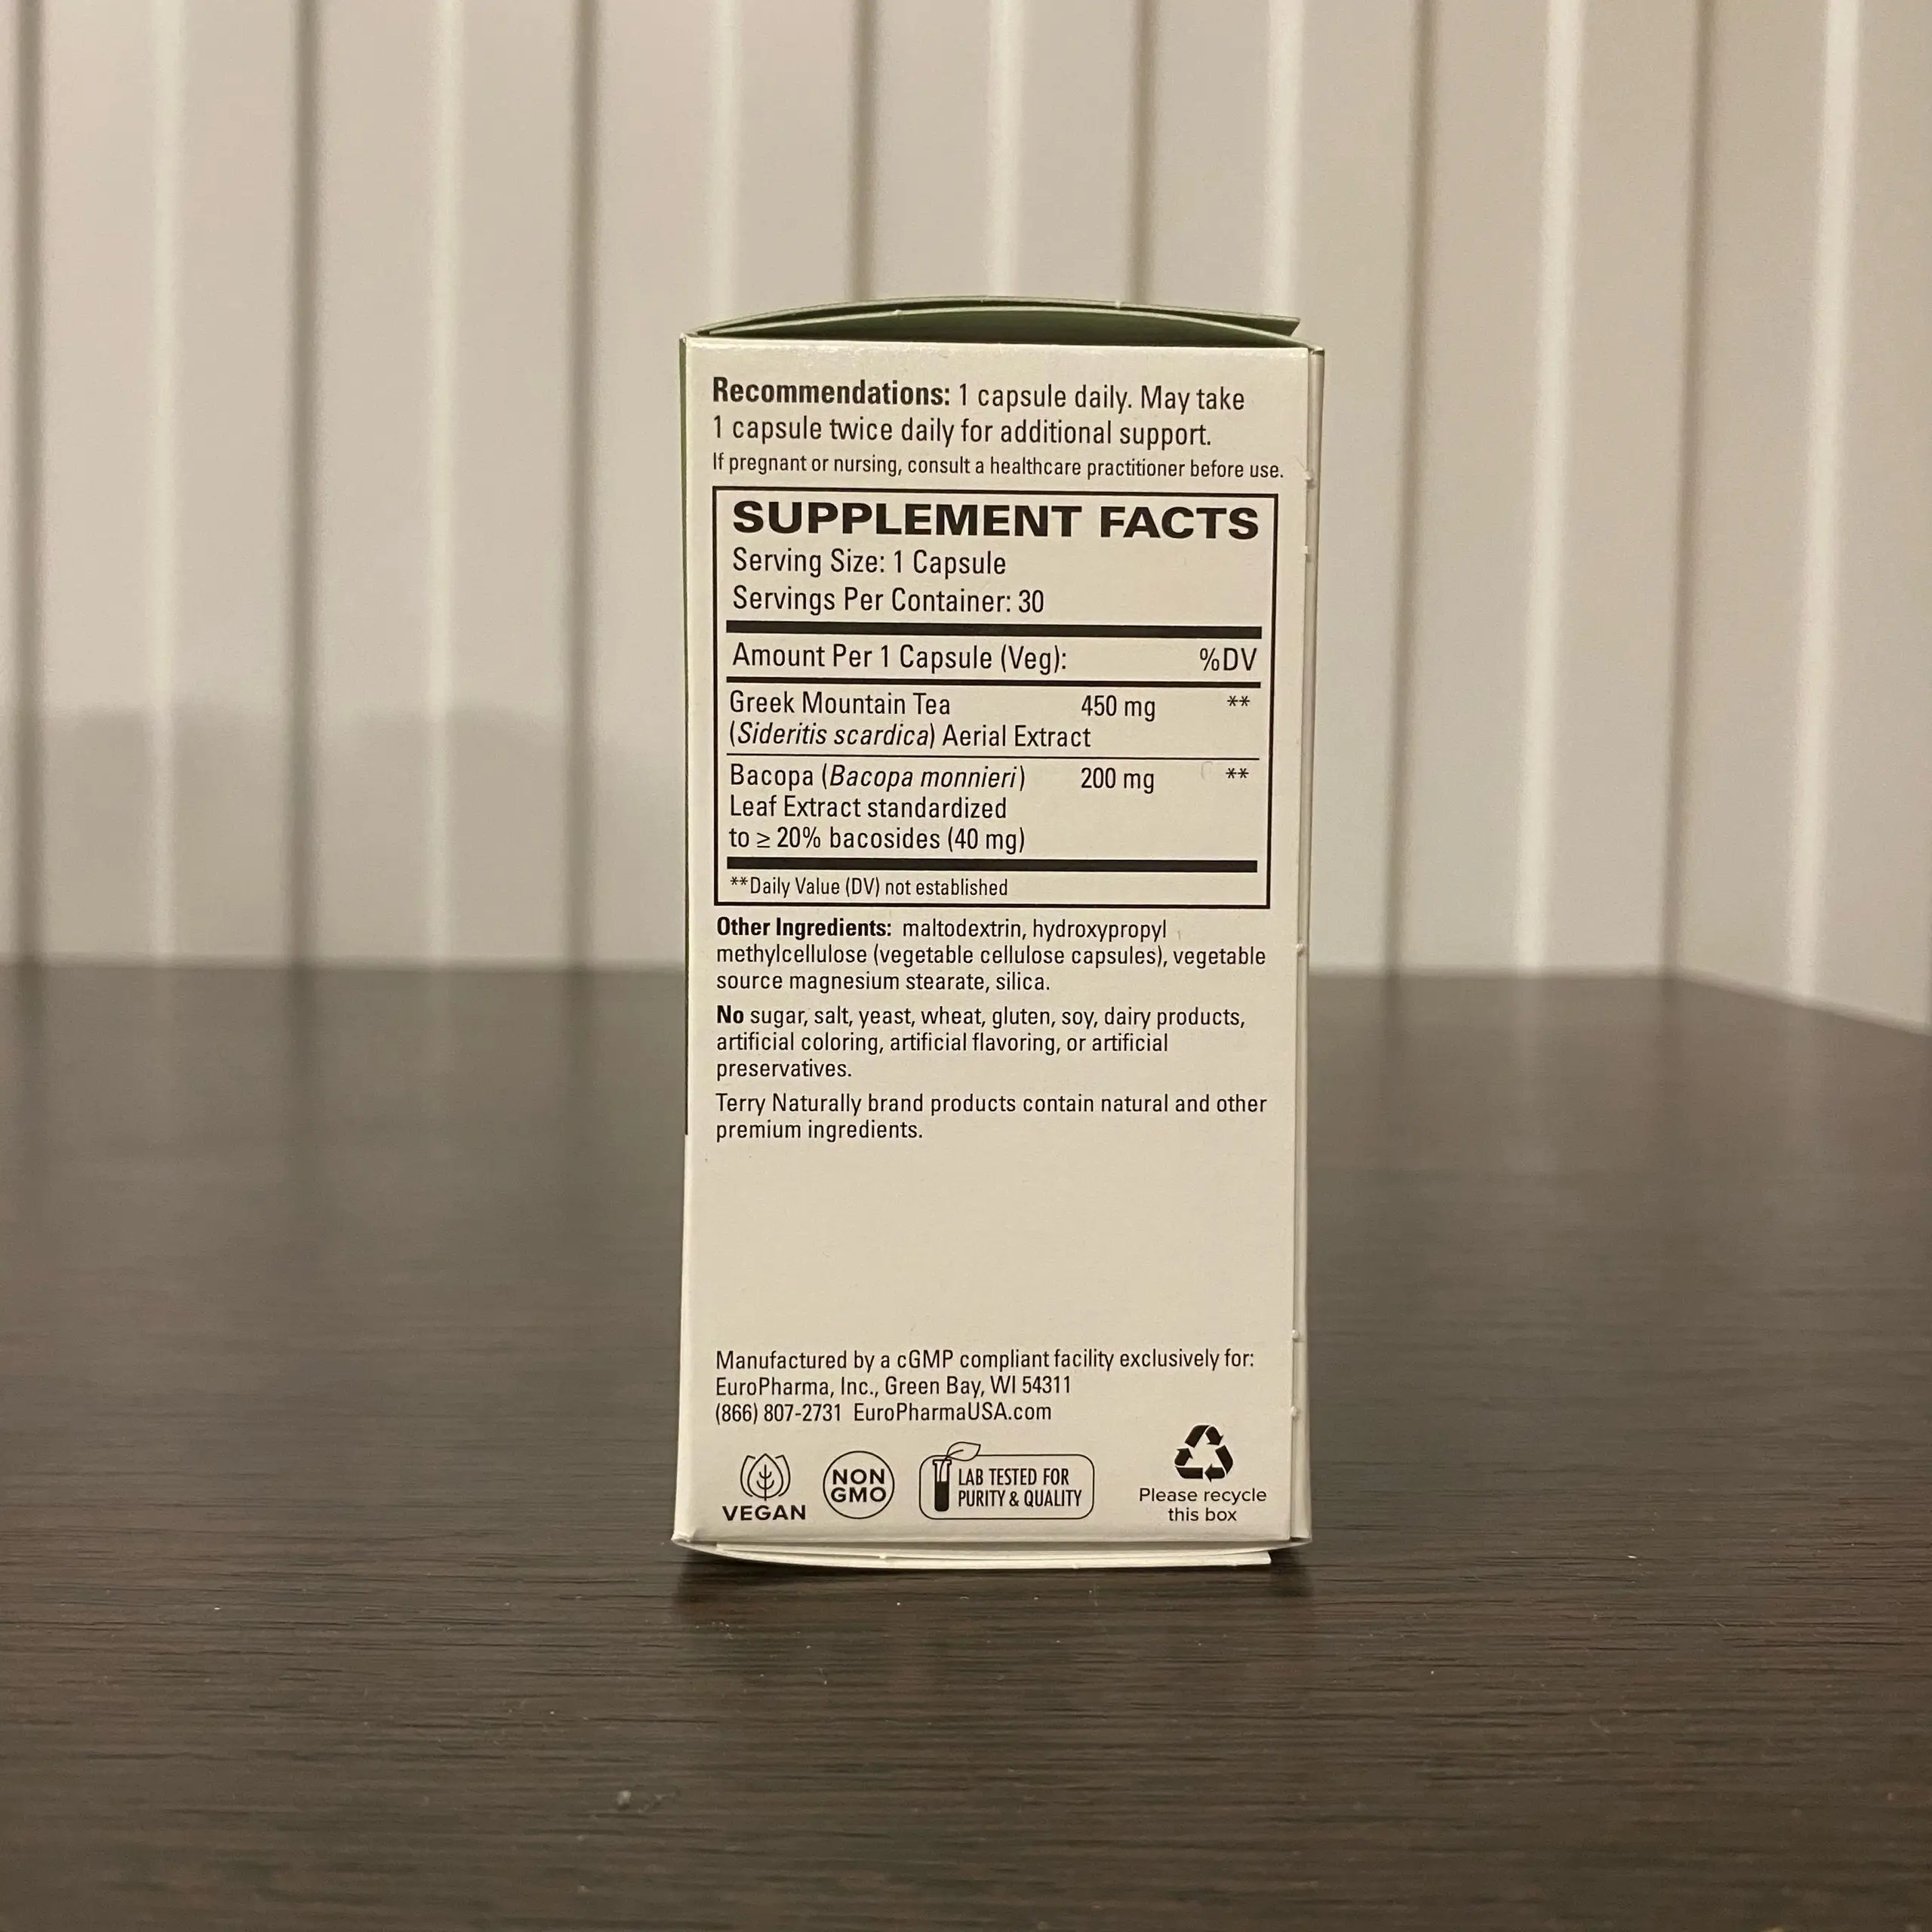 Recommendations: 1 capsule daily. May take
1 capsule twice daily for additional support.
If pregnant or nursing, consult a healthcare practitioner before use.
SUPPLEMENT FACTS
Serving Size: 1 Capsule
Servings Per Container: 30
Amount Per 1 Capsule (Veg): %DV
Greek Mountain Tea 450 mg **
(Sideritis scardica) Aerial Extract
Bacopa (Bacopa monnieri) 200 mg **
Leaf Extract standardized
to ≥ 20% bacosides (40 mg)
**Daily Value (DV) not established
Other Ingredients: maltodextrin, hydroxypropyl
methylcellulose (vegetable cellulose capsules), vegetable
source magnesium stearate, silica.
No sugar, salt, yeast, wheat, gluten, soy, dairy products,
artificial coloring, artificial flavoring, or artificial
preservatives.
Terry Naturally brand products contain natural and other
premium ingredients.
Manufactured by a cGMP compliant facility exclusively for:
EuroPharma, Inc., Green Bay, WI 54311
(866) 807-2731 EuroPharmaUSA.com
VEGAN
NON
GMO
LAB TESTED FOR
PURITY & QUALITY
Please recycle
this box